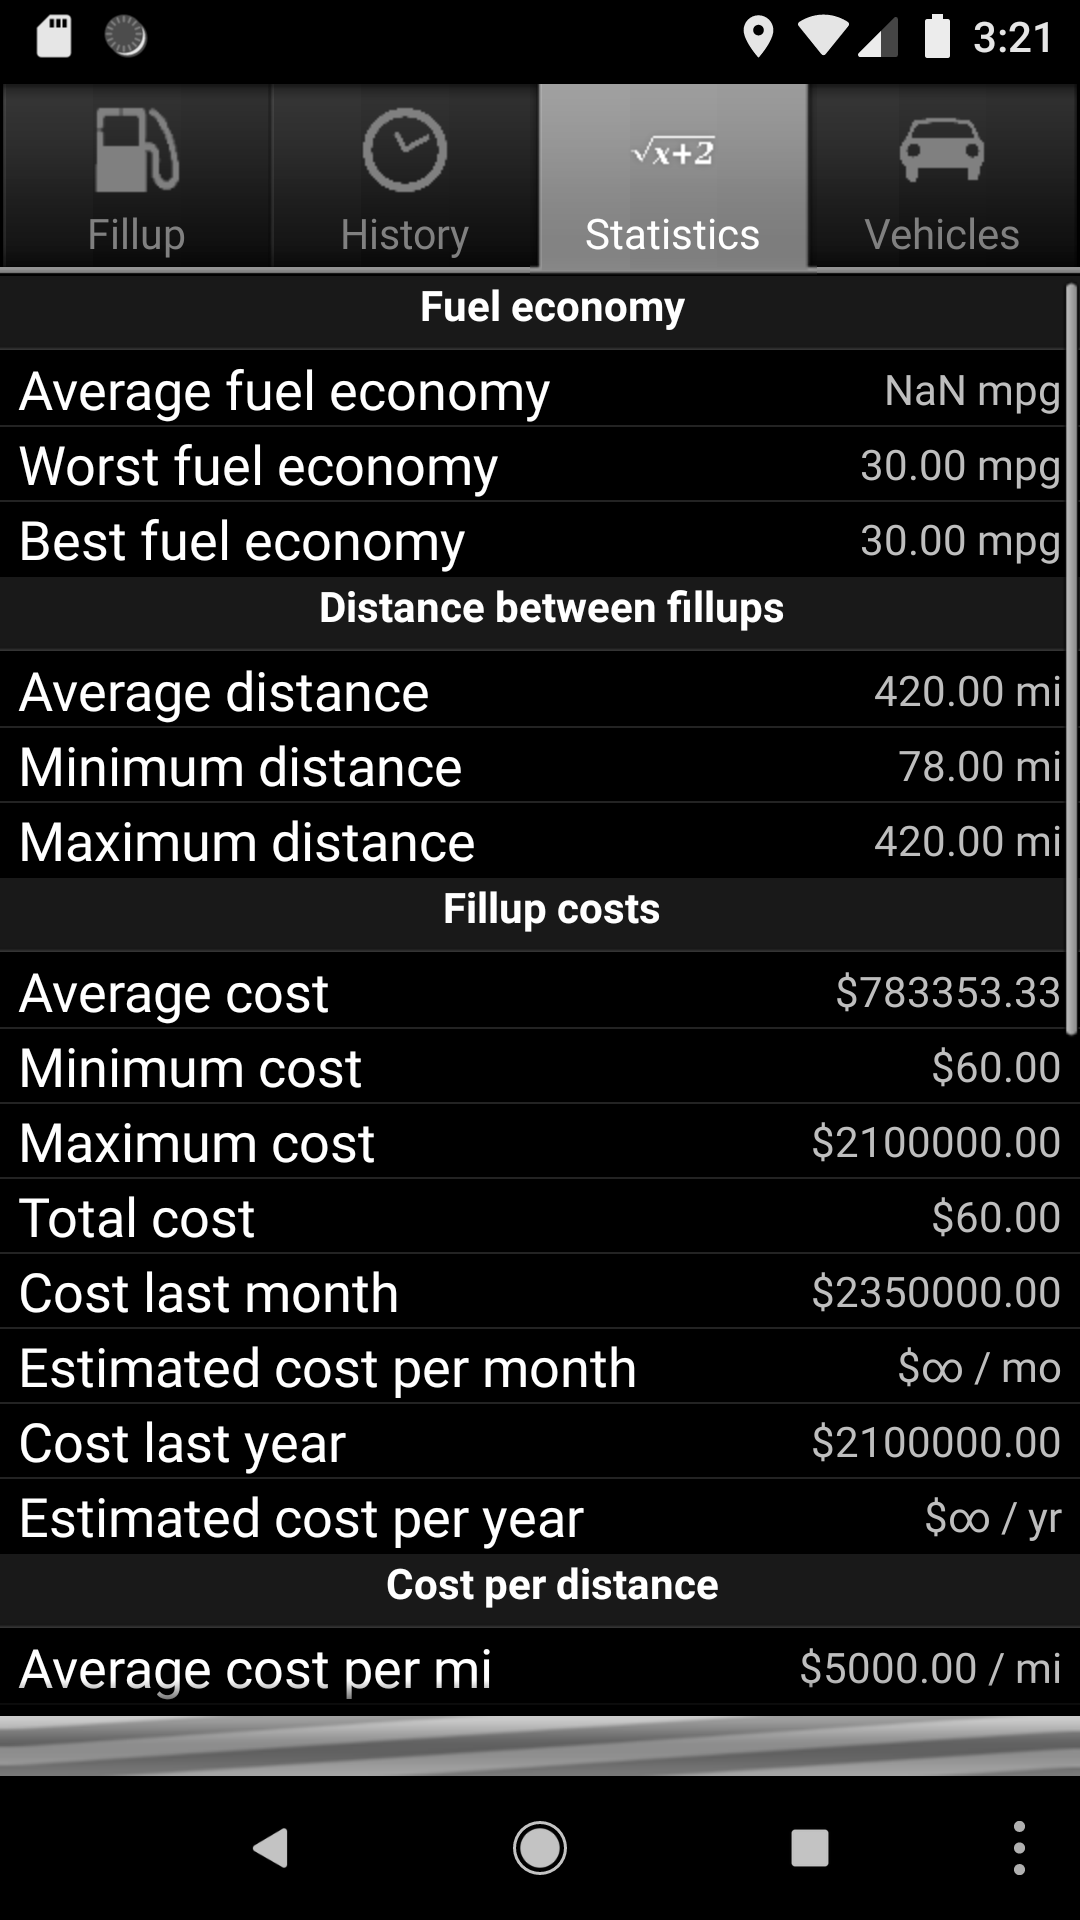 3:21
√x+2
Fillup History Statistics Vehicles
Fuel economy
Average fuel economy NaN mpg
Worst fuel economy 30.00 mpg
Best fuel economy 30.00 mpg
Distance between fillups
Average distance 420.00 mi
Minimum distance 78.00 mi
Maximum distance 420.00 mi
Fillup costs
Average cost $783353.33
Minimum cost $60.00
Maximum cost $2100000.00
Total cost $60.00
Cost last month $2350000.00
Estimated cost per month $∞ / mo
Cost last year $2100000.00
Estimated cost per year $∞ / yr
Cost per distance
Average cost per mi $5000.00 / mi